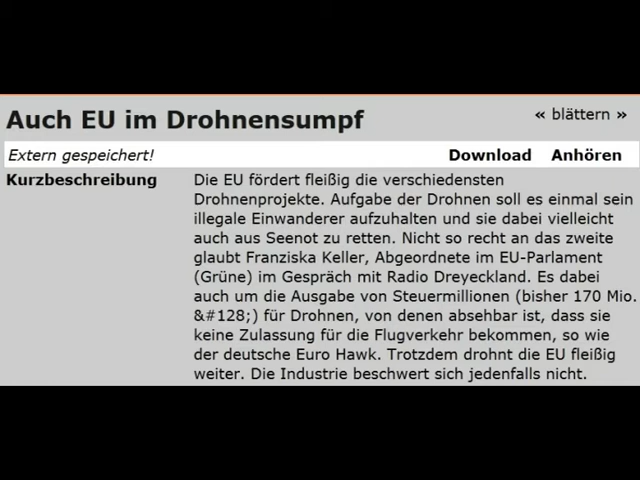 Auch EU im Drohnensumpf
« blättern »
Extern gespeichert!
Download Anhören
Kurzbeschreibung
Die EU fördert fleißig die verschiedensten
Drohnenprojekte. Aufgabe der Drohnen soll es einmal sein
illegale Einwanderer aufzuhalten und sie dabei vielleicht
auch aus Seenot zu retten. Nicht so recht an das zweite
glaubt Franziska Keller, Abgeordnete im EU-Parlament
(Grüne) im Gespräch mit Radio Dreyeckland. Es dabei
auch um die Ausgabe von Steuermillionen (bisher 170 Mio.
&#128;) für Drohnen, von denen absehbar ist, dass sie
keine Zulassung für die Flugverkehr bekommen, so wie
der deutsche Euro Hawk. Trotzdem drohnt die EU fleißig
weiter. Die Industrie beschwert sich jedenfalls nicht.